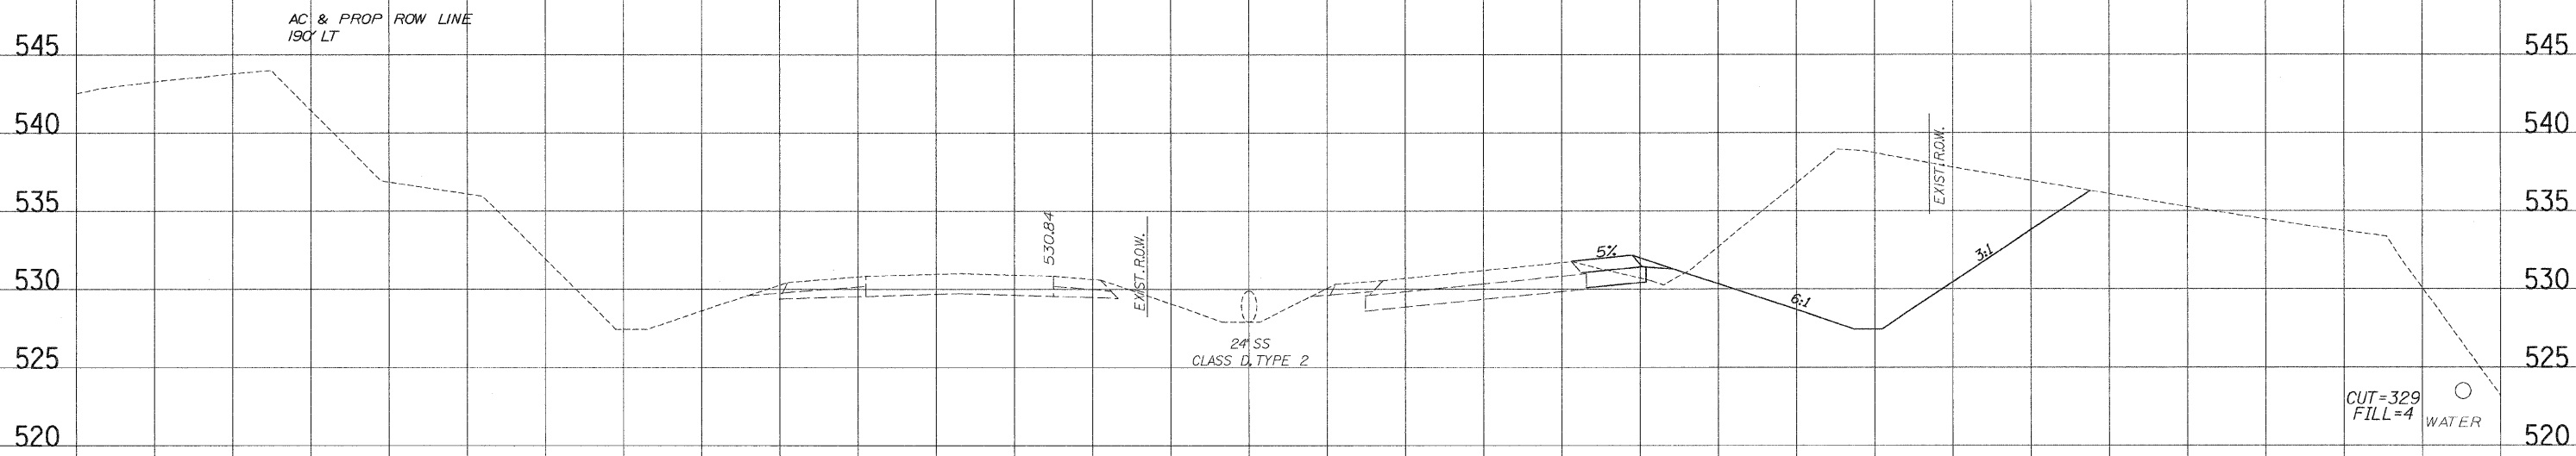 AC & PROP ROW LINE
190' LT
545
545
540
540
EXIST. R.O.W.
535
535
530.84
EXIST. R.O.W.
5%
3:1
530
530
6:1
24" SS
CLASS D, TYPE 2
525
525
CUT=329
FILL=4
WATER
520
520